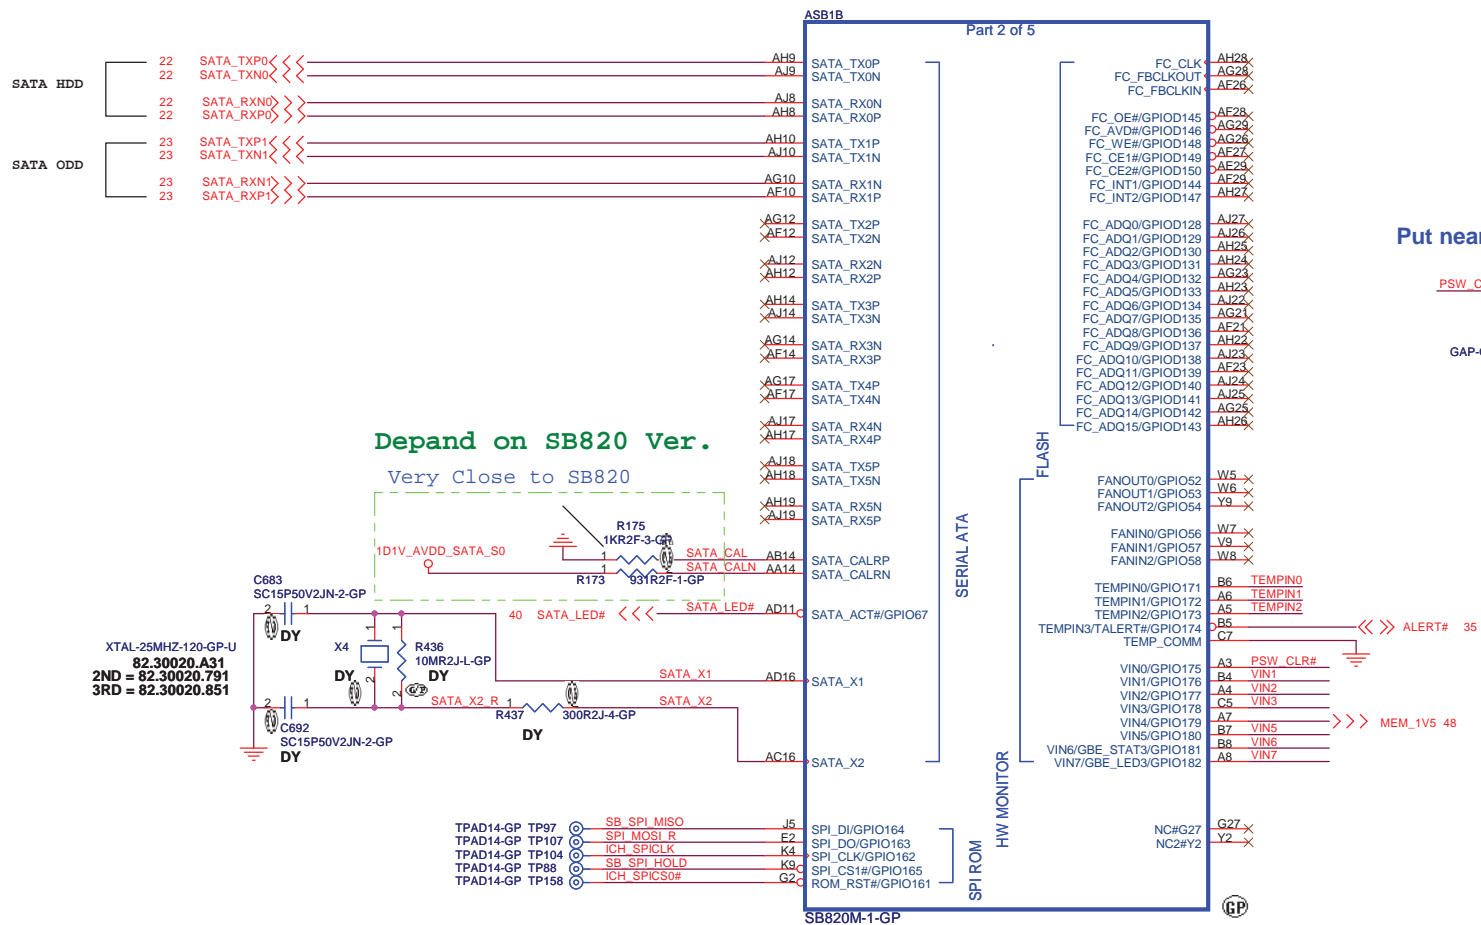 ASB1B
Part 2 of 5
SATA HDD
22 SATA_TXP0 AH9 SATA_TX0P
22 SATA_TXN0 AJ9 SATA_TX0N
22 SATA_RXN0 AJ8 SATA_RX0N
22 SATA_RXP0 AH8 SATA_RX0P
SATA ODD
23 SATA_TXP1 AH10 SATA_TX1P
23 SATA_TXN1 AJ10 SATA_TX1N
23 SATA_RXN1 AG10 SATA_RX1N
23 SATA_RXP1 AF10 SATA_RX1P
AG12 SATA_TX2P
AF12 SATA_TX2N
AJ12 SATA_RX2N
AH12 SATA_RX2P
AH14 SATA_TX3P
AJ14 SATA_TX3N
AG14 SATA_RX3N
AF14 SATA_RX3P
AG17 SATA_TX4P
AF17 SATA_TX4N
AJ17 SATA_RX4N
AH17 SATA_RX4P
AJ18 SATA_TX5P
AH18 SATA_TX5N
AH19 SATA_RX5N
AJ19 SATA_RX5P
Depand on SB820 Ver.
Very Close to SB820
R175
1KR2F-3-GP
1D1V_AVDD_SATA_S0
1 SATA_CAL AB14 SATA_CALRP
1 SATA_CALN AA14 SATA_CALRN
R173 931R2F-1-GP
40 SATA_LED# SATA_LED# AD11 SATA_ACT#/GPIO67
C683
SC15P50V2JN-2-GP
2 1
DY
XTAL-25MHZ-120-GP-U
82.30020.A31
2ND = 82.30020.791
3RD = 82.30020.851
X4
DY
1
2
R436
10MR2J-L-GP
DY
1
2
GP
SATA_X1 AD16 SATA_X1
2 1
C692
SC15P50V2JN-2-GP
DY
SATA_X2_R 1 SATA_X2
R437 300R2J-4-GP
DY
AC16 SATA_X2
TPAD14-GP TP97 SB_SPI_MISO J5 SPI_DI/GPIO164
TPAD14-GP TP107 SPI_MOSI_R E2 SPI_DO/GPIO163
TPAD14-GP TP104 ICH_SPICLK K4 SPI_CLK/GPIO162
TPAD14-GP TP88 SB_SPI_HOLD K9 SPI_CS1#/GPIO165
TPAD14-GP TP158 ICH_SPICS0# G2 ROM_RST#/GPIO161
SERIAL ATA
SPI ROM
FLASH
HW MONITOR
FC_CLK AH28
FC_FBCLKOUT AG28
FC_FBCLKIN AF26
FC_OE#/GPIOD145 AF28
FC_AVD#/GPIOD146 AG29
FC_WE#/GPIOD148 AG26
FC_CE1#/GPIOD149 AF27
FC_CE2#/GPIOD150 AE29
FC_INT1/GPIOD144 AF29
FC_INT2/GPIOD147 AH27
FC_ADQ0/GPIOD128 AJ27
FC_ADQ1/GPIOD129 AJ26
FC_ADQ2/GPIOD130 AH25
FC_ADQ3/GPIOD131 AH24
FC_ADQ4/GPIOD132 AG23
FC_ADQ5/GPIOD133 AH23
FC_ADQ6/GPIOD134 AJ22
FC_ADQ7/GPIOD135 AG21
FC_ADQ8/GPIOD136 AF21
FC_ADQ9/GPIOD137 AH22
FC_ADQ10/GPIOD138 AJ23
FC_ADQ11/GPIOD139 AF23
FC_ADQ12/GPIOD140 AJ24
FC_ADQ13/GPIOD141 AJ25
FC_ADQ14/GPIOD142 AG25
FC_ADQ15/GPIOD143 AH26
FANOUT0/GPIO52 W5
FANOUT1/GPIO53 W6
FANOUT2/GPIO54 Y9
FANIN0/GPIO56 W7
FANIN1/GPIO57 V9
FANIN2/GPIO58 W8
TEMPIN0/GPIO171 B6 TEMPIN0
TEMPIN1/GPIO172 A6 TEMPIN1
TEMPIN2/GPIO173 A5 TEMPIN2
TEMPIN3/TALERT#/GPIO174 B5 ALERT# 35
TEMP_COMM C7
VIN0/GPIO175 A3 PSW_CLR#
VIN1/GPIO176 B4 VIN1
VIN2/GPIO177 A4 VIN2
VIN3/GPIO178 C5 VIN3
VIN4/GPIO179 A7 MEM_1V5 48
VIN5/GPIO180 B7 VIN5
VIN6/GBE_STAT3/GPIO181 B8 VIN6
VIN7/GBE_LED3/GPIO182 A8 VIN7
NC#G27 G27
NC2#Y2 Y2
SB820M-1-GP
GP
Put near
PSW_C
GAP-